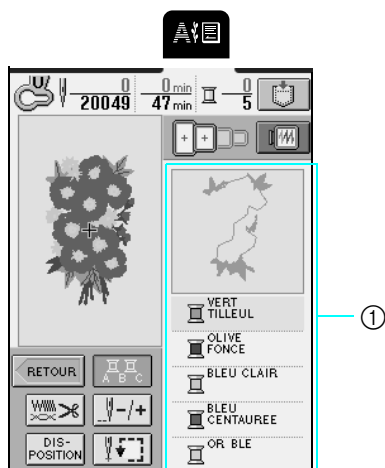 A
U
0
20049
0 min
47 min
0
5
VERT
TILLEUL
①
OLIVE
FONCE
RETOUR
A B C
BLEU CLAIR
-/+
BLEU
CENTAUREE
DIS-
POSITION
OR BLE